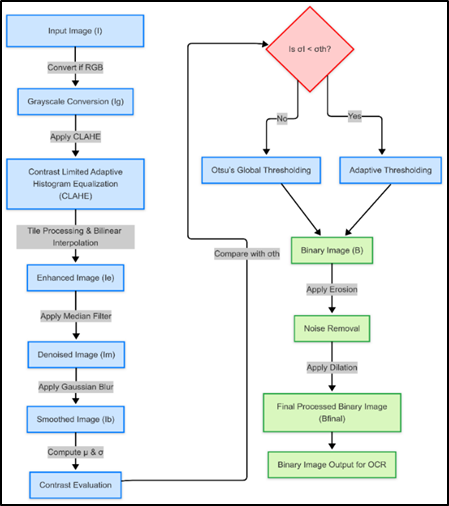 Input Image (I)
Convert if RGB
Grayscale Conversion (Ig)
Apply CLAHE
Contrast Limited Adaptive
Histogram Equalization
(CLAHE)
Tile Processing & Bilinear
Interpolation
Enhanced Image (Ie)
Apply Median Filter
Denoised Image (Im)
Apply Gaussian Blur
Smoothed Image (Ib)
Compute μ & σ
Contrast Evaluation
Compare with σth
Is σI < σth?
No
Yes
Otsu's Global Thresholding
Adaptive Thresholding
Binary Image (B)
Apply Erosion
Noise Removal
Apply Dilation
Final Processed Binary Image
(Bfinal)
Binary Image Output for OCR